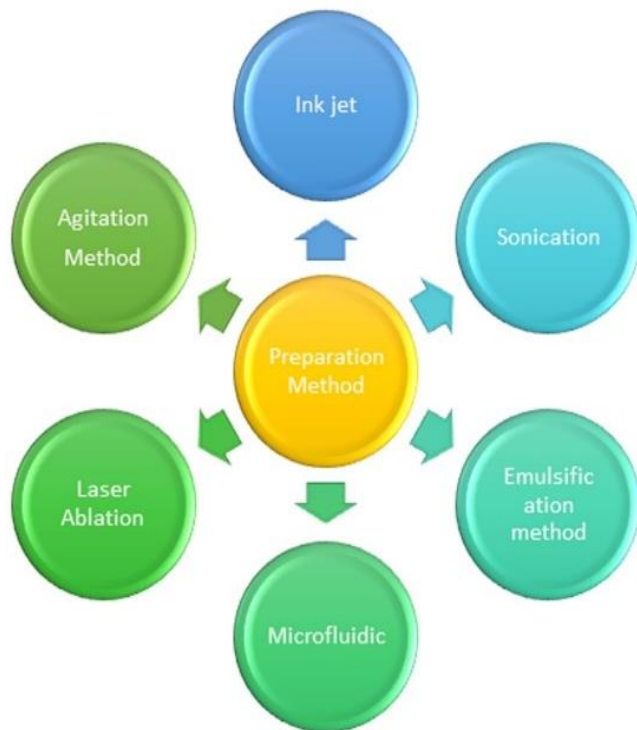 Ink jet
Agitation
Method
Sonication
Preparation
Method
Laser
Ablation
Emulsific
ation
method
Microfluidic